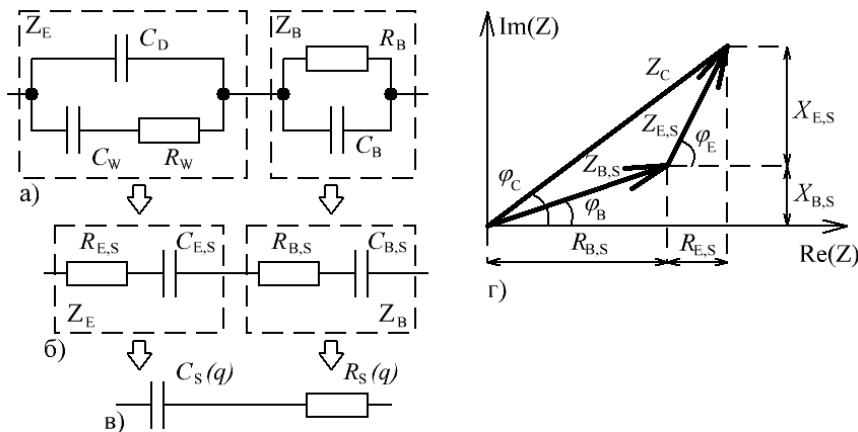 Z_E
C_D
C_W
R_W
Z_B
R_B
C_B
а)
R_E,S
C_E,S
Z_E
R_B,S
C_B,S
Z_B
б)
C_S(q)
R_S(q)
в)
Im(Z)
Z_C
Z_E,S
X_E,S
φ_E
Z_B,S
φ_C
φ_B
X_B,S
R_B,S
R_E,S
Re(Z)
г)